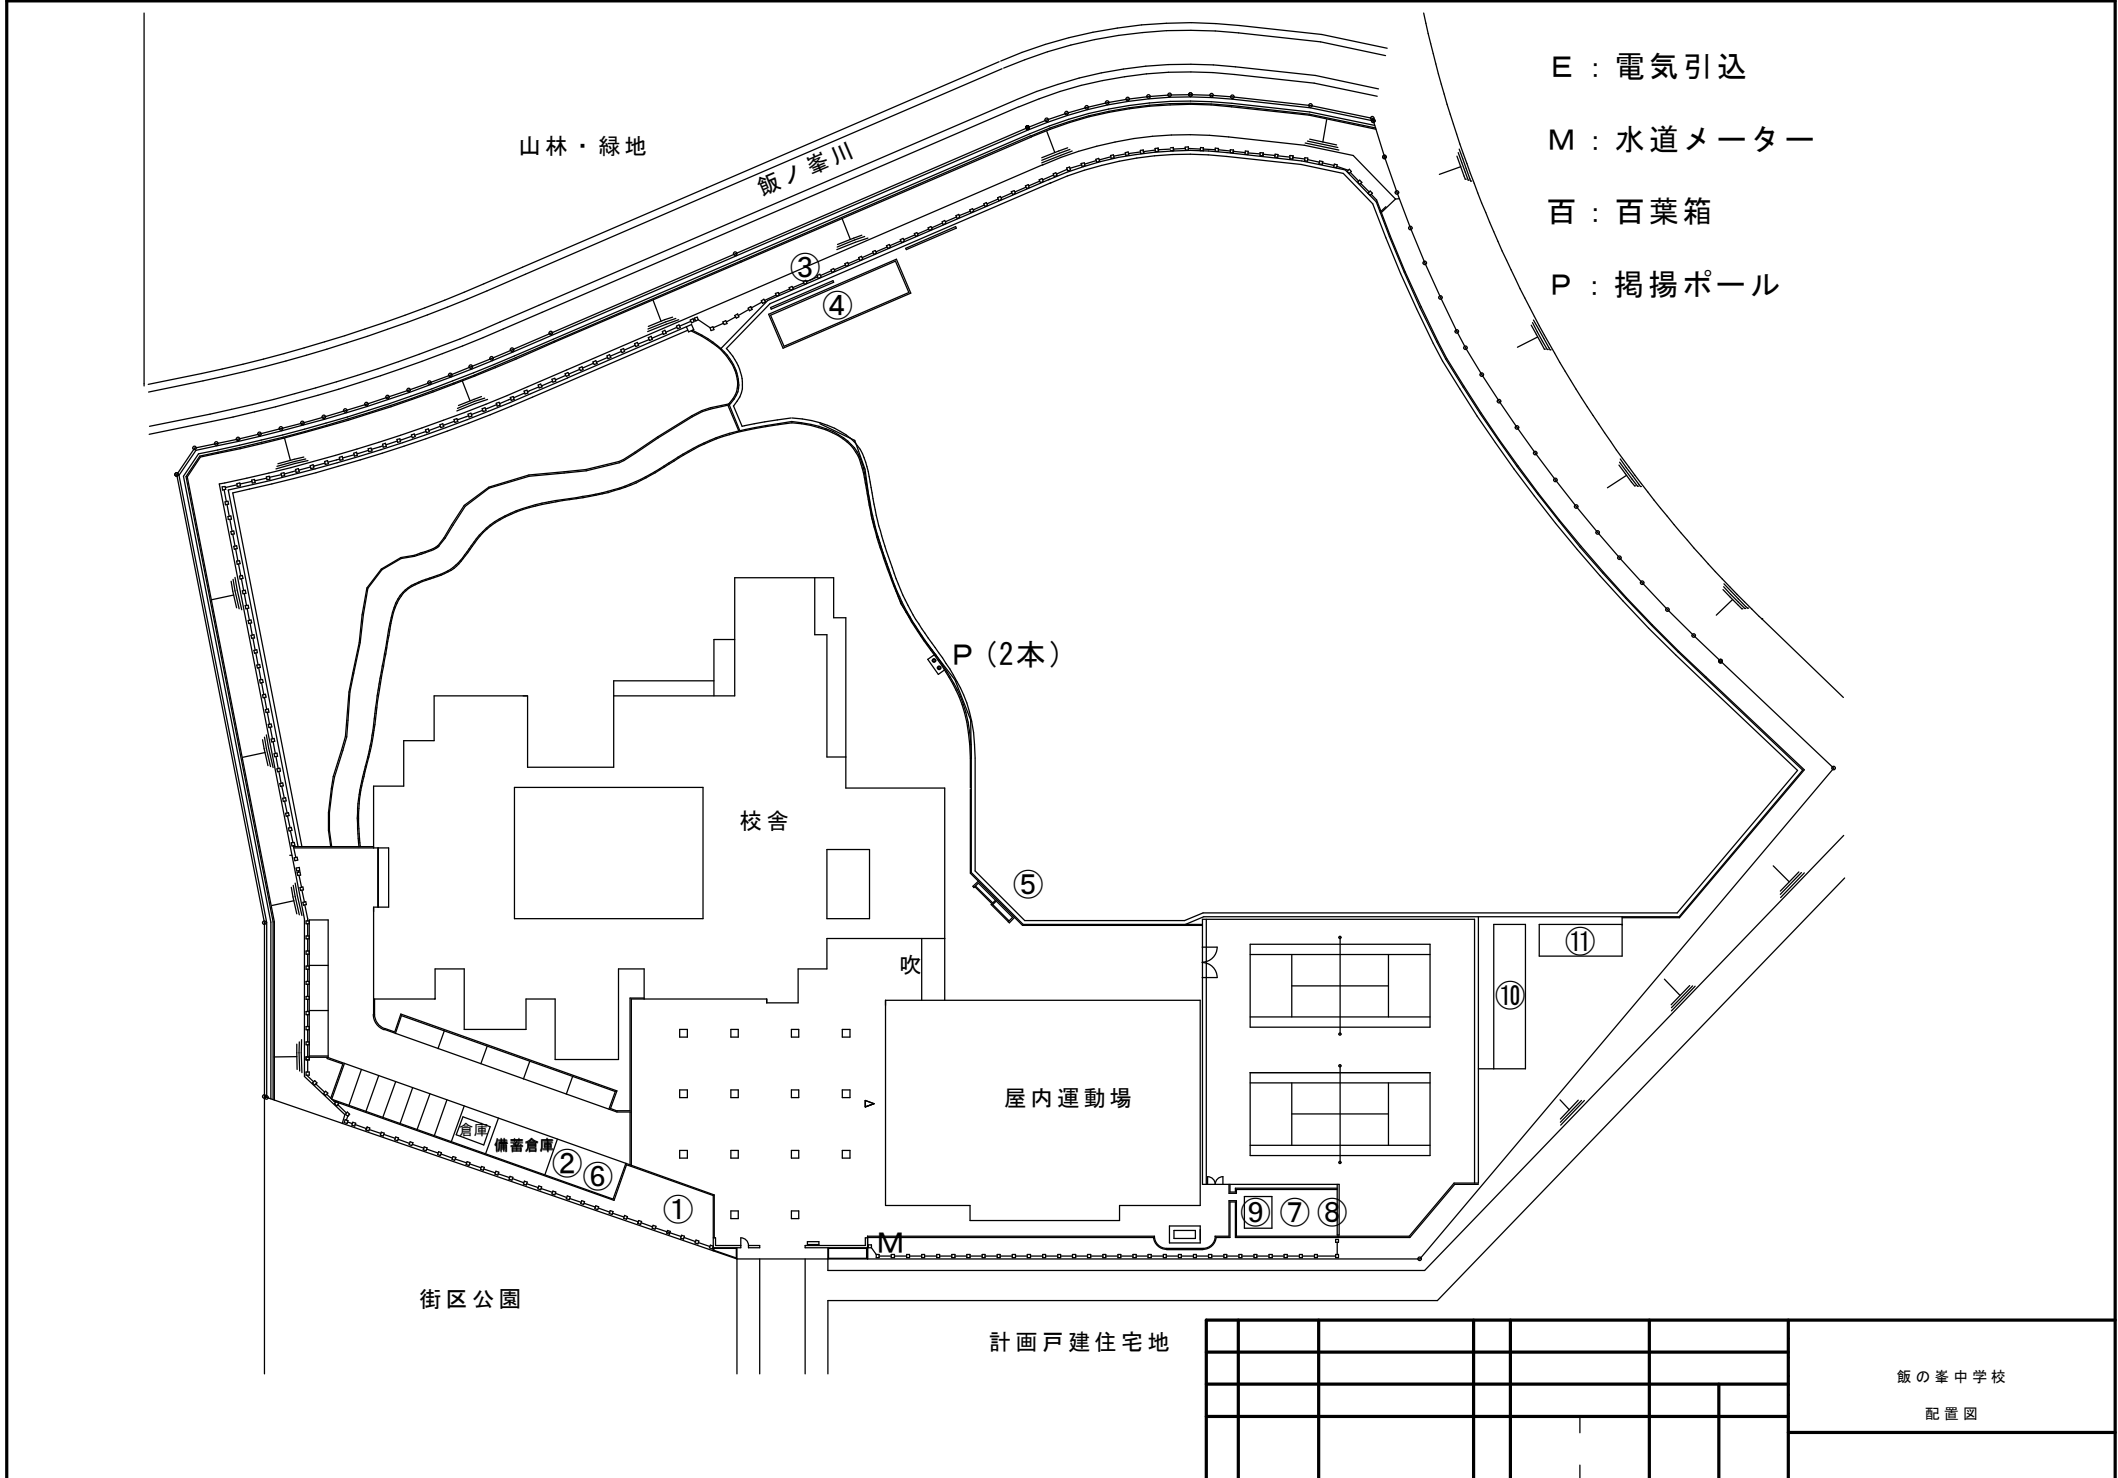 E：電気引込
M：水道メーター
百：百葉箱
P：掲揚ポール
山林・緑地
飯ノ峯川
③
④
P（2本）
校舎
⑤
吹
⑪
⑩
屋内運動場
倉庫
備蓄倉庫
②⑥
①
⑨⑦⑧
M
街区公園
計画戸建住宅地
飯の峯中学校
配置図